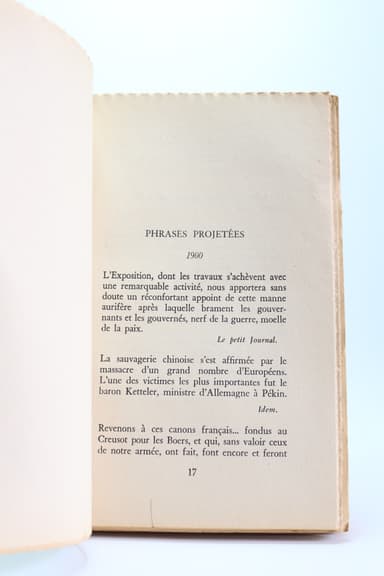 PHRASES PROJETÉES
1900
L'Exposition, dont les travaux s'achèvent avec
une remarquable activité, nous apportera sans
doute un réconfortant appoint de cette manne
aurifère après laquelle brament les gouver-
nants et les gouvernés, nerf de la guerre, moelle
de la paix.
Le petit Journal.
La sauvagerie chinoise s'est affirmée par le
massacre d'un grand nombre d'Européens.
L'une des victimes les plus importantes fut le
baron Ketteler, ministre d'Allemagne à Pékin.
Idem.
Revenons à ces canons français... fondus au
Creusot pour les Boers, et qui, sans valoir ceux
de notre armée, ont fait, font encore et feront
17